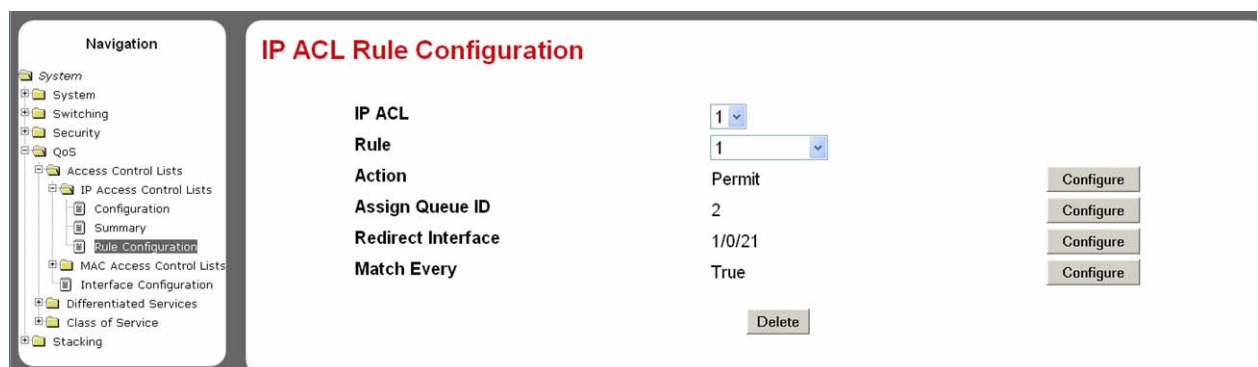 Navigation
System
System
Switching
Security
QoS
Access Control Lists
IP Access Control Lists
Configuration
Summary
Rule Configuration
MAC Access Control Lists
Interface Configuration
Differentiated Services
Class of Service
Stacking
IP ACL Rule Configuration
IP ACL 1
Rule 1
Action Permit Configure
Assign Queue ID 2 Configure
Redirect Interface 1/0/21 Configure
Match Every True Configure
Delete